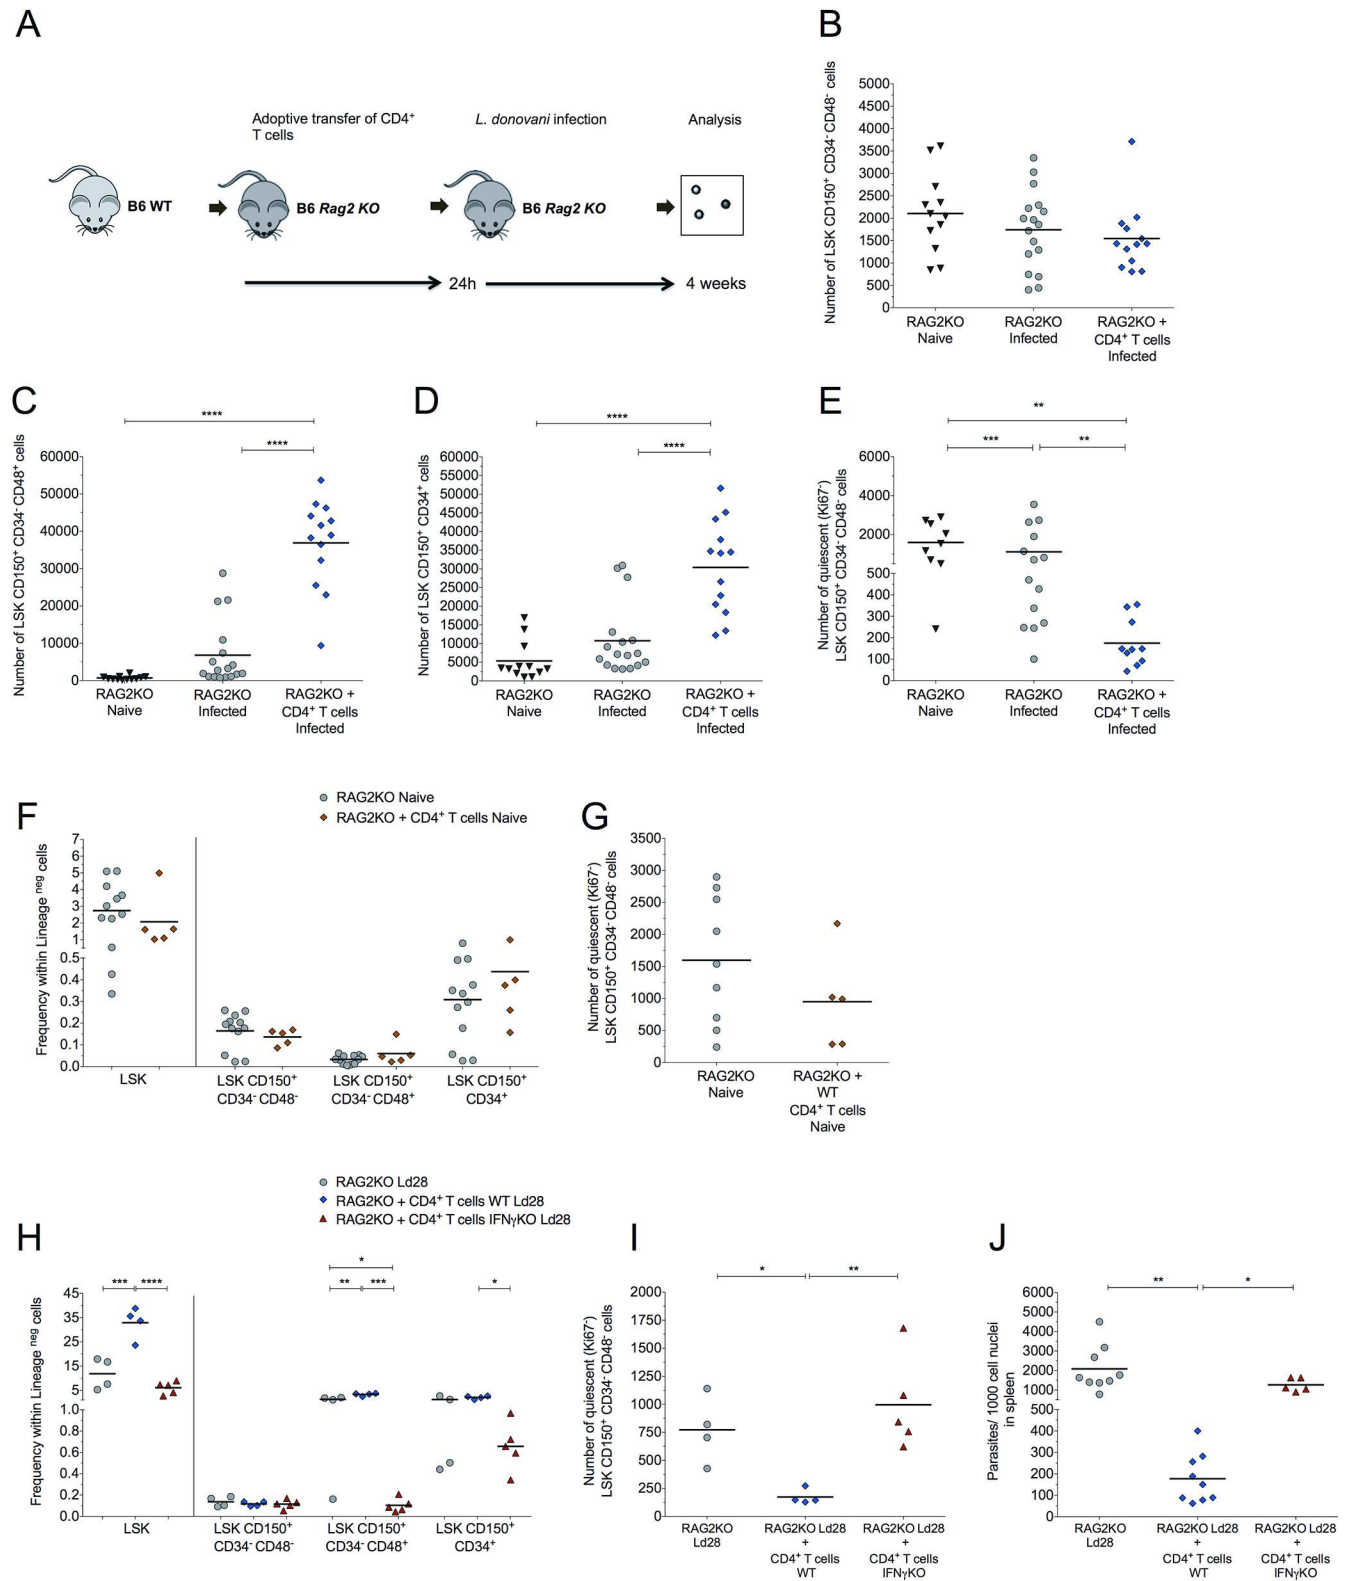 A
Adoptive transfer of CD4⁺
T cells
L. donovani infection
Analysis
B6 WT
B6 Rag2 KO
B6 Rag2 KO
24h
4 weeks
B
Number of LSK CD150⁺ CD34⁻ CD48⁻ cells
5000
4500
4000
3500
3000
2500
2000
1500
1000
500
0
RAG2KO
Naive
RAG2KO
Infected
RAG2KO +
CD4⁺ T cells
Infected
C
****
****
Number of LSK CD150⁺ CD34⁻ CD48⁺ cells
60000
50000
40000
30000
20000
10000
0
RAG2KO
Naive
RAG2KO
Infected
RAG2KO +
CD4⁺ T cells
Infected
D
****
****
Number of LSK CD150⁺ CD34⁺ cells
60000
55000
50000
45000
40000
35000
30000
25000
20000
15000
10000
5000
0
RAG2KO
Naive
RAG2KO
Infected
RAG2KO +
CD4⁺ T cells
Infected
E
**
***
**
Number of quiescent (Ki67⁻)
LSK CD150⁺ CD34⁻ CD48⁻ cells
6000
4000
2000
500
400
300
200
100
0
RAG2KO
Naive
RAG2KO
Infected
RAG2KO +
CD4⁺ T cells
Infected
F
RAG2KO Naive
RAG2KO + CD4⁺ T cells Naive
Frequency within Lineage ⁿᵉᵍ cells
7
6
5
4
3
2
1
0.5
0.4
0.3
0.2
0.1
0.0
LSK
LSK CD150⁺
CD34⁻ CD48⁻
LSK CD150⁺
CD34⁻ CD48⁺
LSK CD150⁺
CD34⁺
G
Number of quiescent (Ki67⁻)
LSK CD150⁺ CD34⁻ CD48⁻ cells
3500
3000
2500
2000
1500
1000
500
0
RAG2KO
Naive
RAG2KO +
WT
CD4⁺ T cells
Naive
H
RAG2KO Ld28
RAG2KO + CD4⁺ T cells WT Ld28
RAG2KO + CD4⁺ T cells IFNγKO Ld28
*** ****
*
** ***
*
Frequency within Lineage ⁿᵉᵍ cells
45
35
25
15
5
1.0
0.8
0.6
0.4
0.2
0.0
LSK
LSK CD150⁺
CD34⁻ CD48⁻
LSK CD150⁺
CD34⁻ CD48⁺
LSK CD150⁺
CD34⁺
I
* **
Number of quiescent (Ki67⁻)
LSK CD150⁺ CD34⁻ CD48⁻ cells
2000
1750
1500
1250
1000
750
500
250
0
RAG2KO
Ld28
RAG2KO Ld28
+
CD4⁺ T cells
WT
RAG2KO Ld28
+
CD4⁺ T cells
IFNγKO
J
** *
Parasites/ 1000 cell nuclei
in spleen
6000
5000
4000
3000
2000
1000
500
400
300
200
100
0
RAG2KO
Ld28
RAG2KO Ld28
+
CD4⁺ T cells
WT
RAG2KO Ld28
+
CD4⁺ T cells
IFNγKO